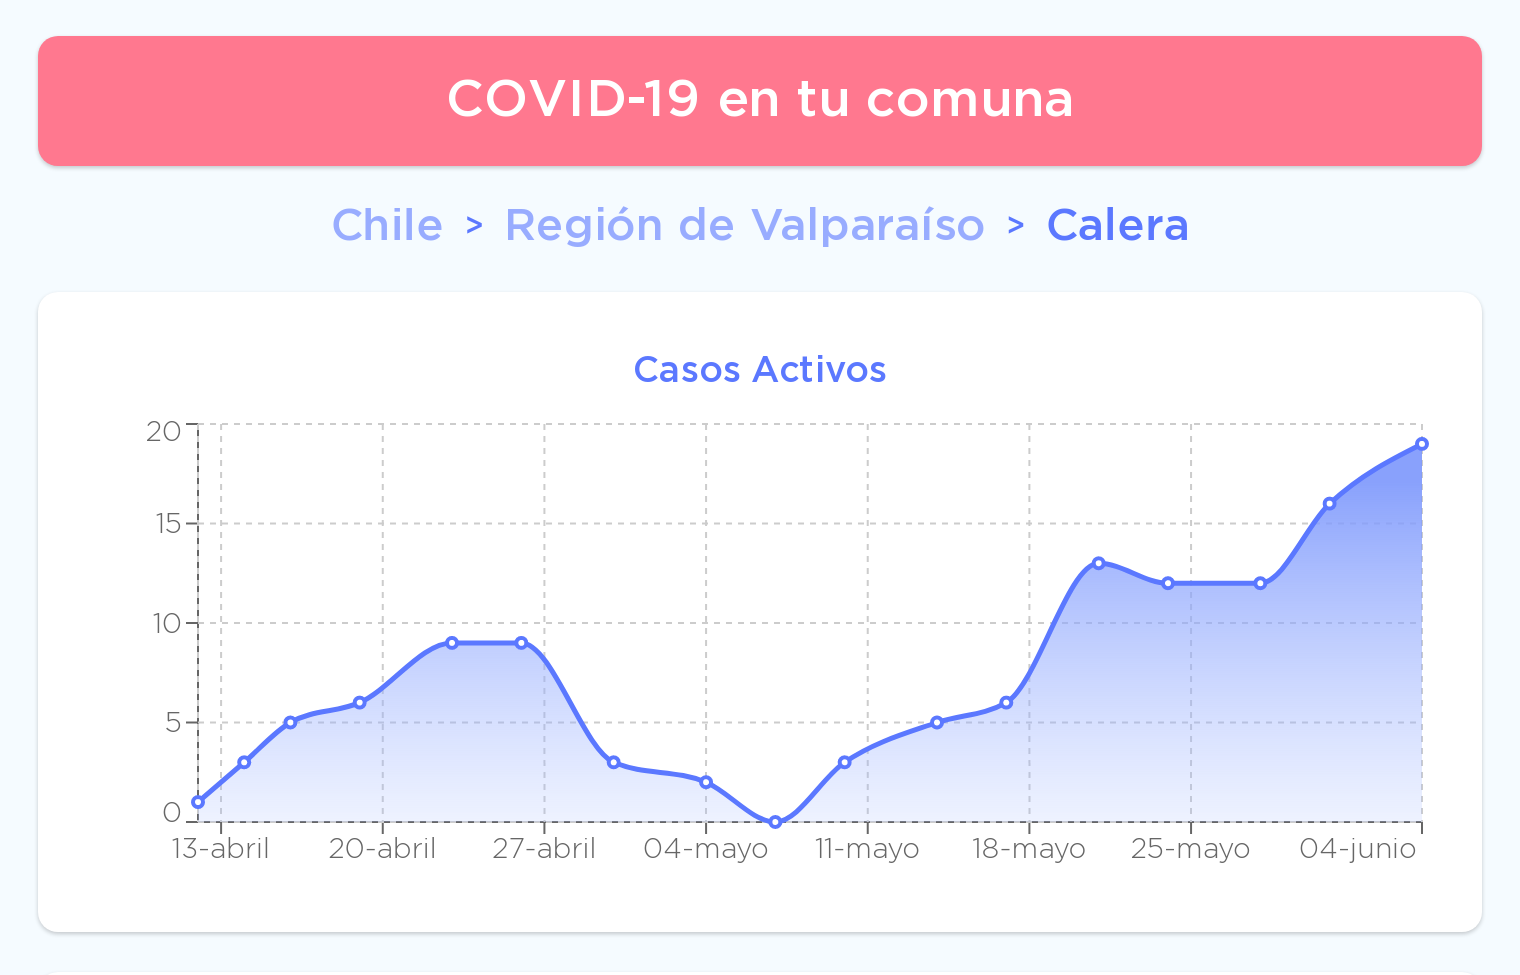 COVID-19 en tu comuna
Chile > Región de Valparaíso > Calera
Casos Activos
20
15
10
5
0
13-abril 20-abril 27-abril 04-mayo 11-mayo 18-mayo 25-mayo 04-junio